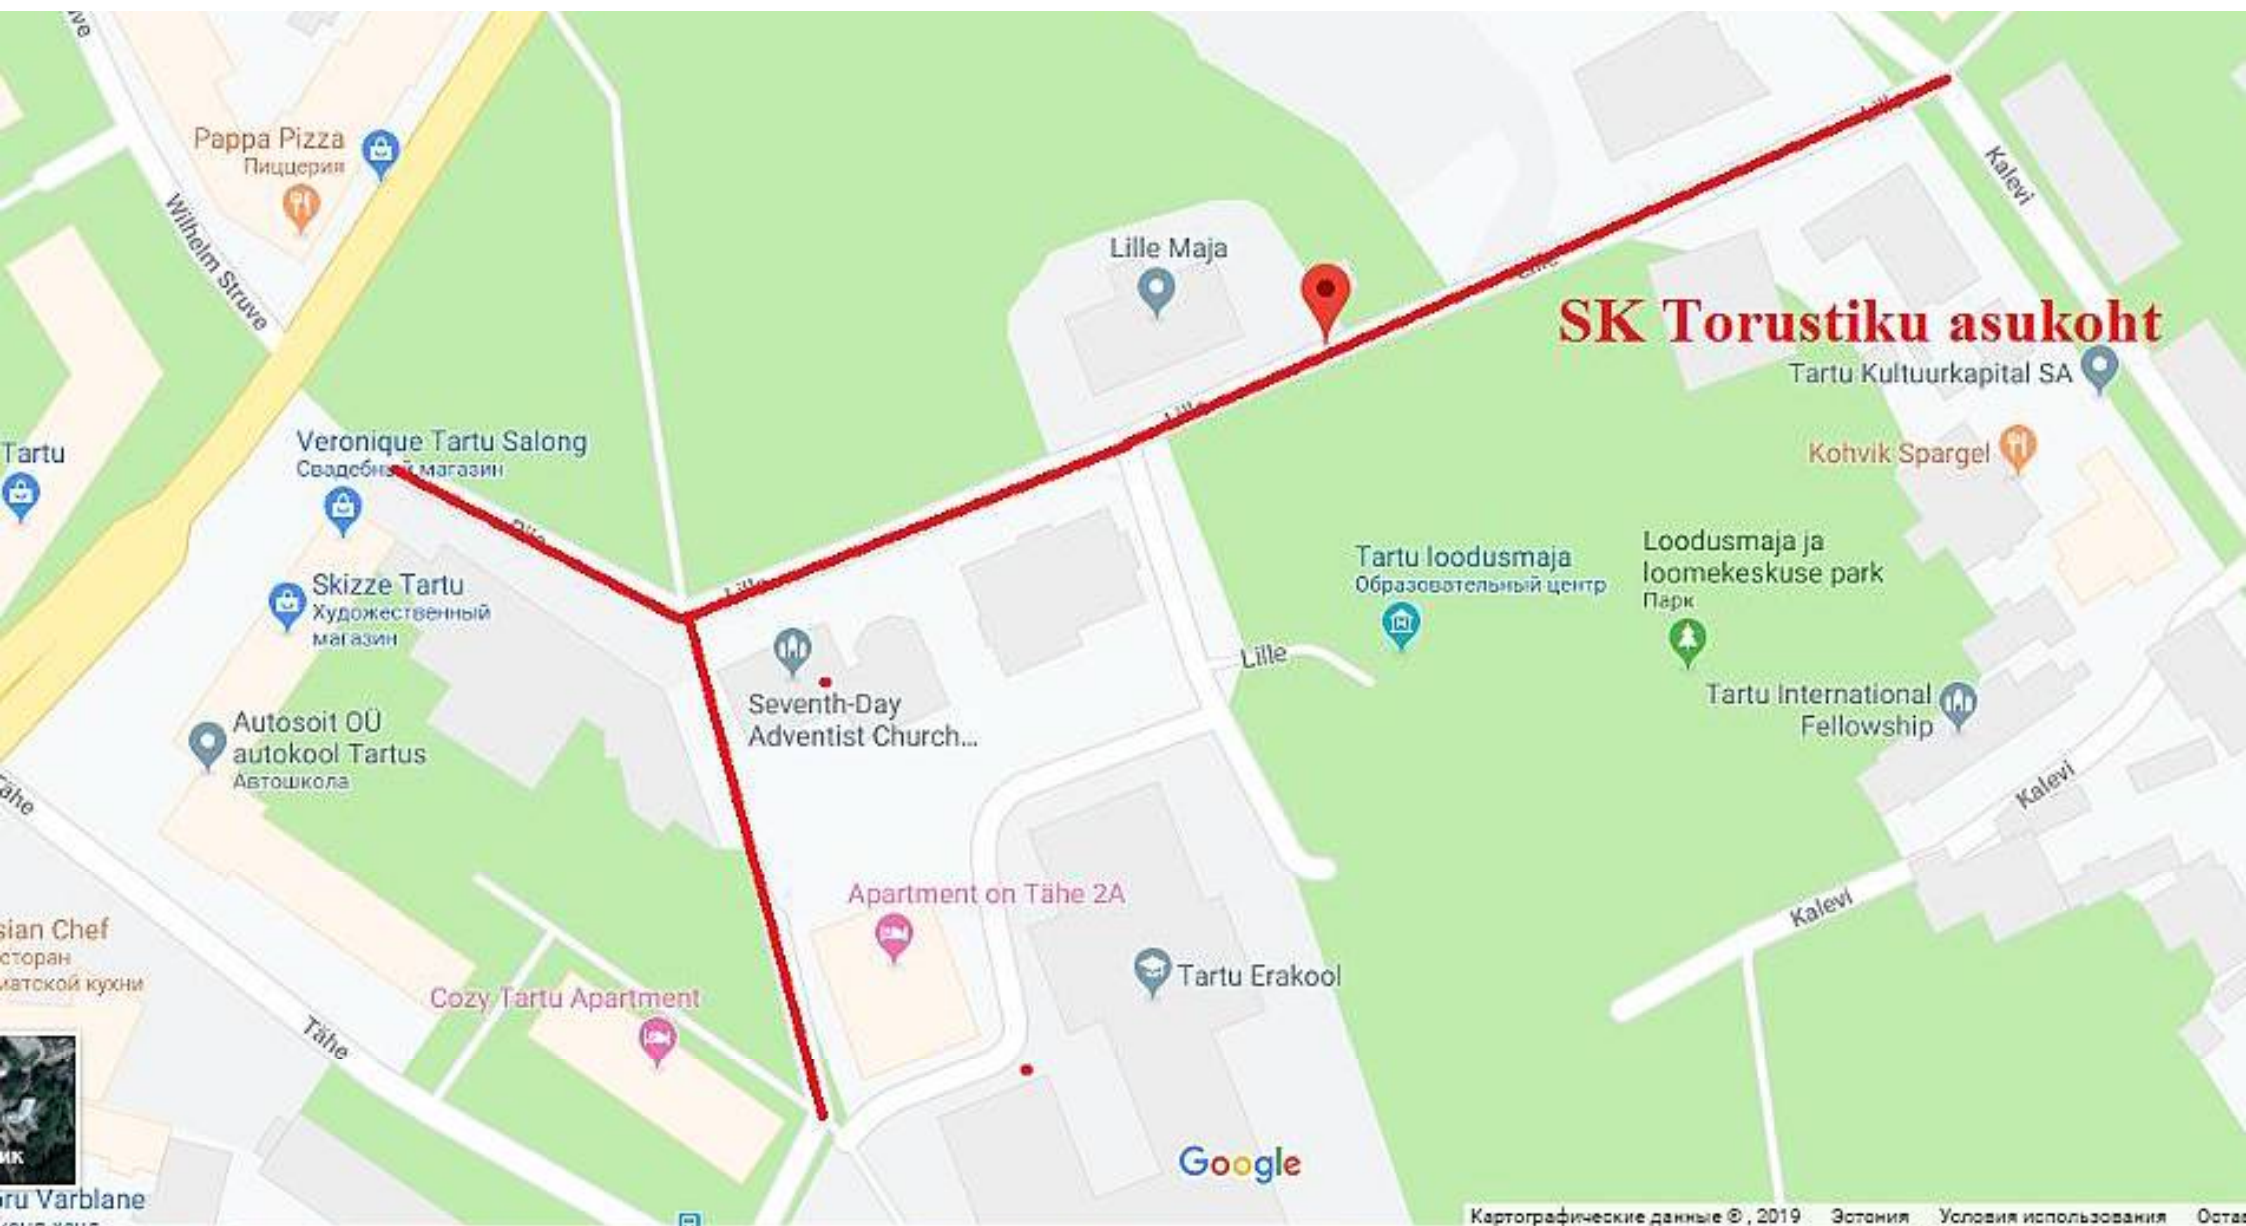 Pappa Pizza
Пиццерия
Wilhelm Struve
Lille Maja
Kalevi
Lille
SK Torustiku asukoht
Tartu Kultuurkapital SA
Kohvik Spargel
Tartu
Veronique Tartu Salong
Свадебный магазин
Skizze Tartu
Художественный
магазин
Tartu loodusmaja
Образовательный центр
Loodusmaja ja
loomekeskuse park
Парк
Lille
Seventh-Day
Adventist Church...
Tartu International
Fellowship
Autosoit OÜ
autokool Tartus
Автошкола
Kalevi
Apartment on Tähe 2A
Kalevi
Tartu Erakool
Cozy Tartu Apartment
Tähe
Google
Картографические данные © , 2019 Эстония Условия использования